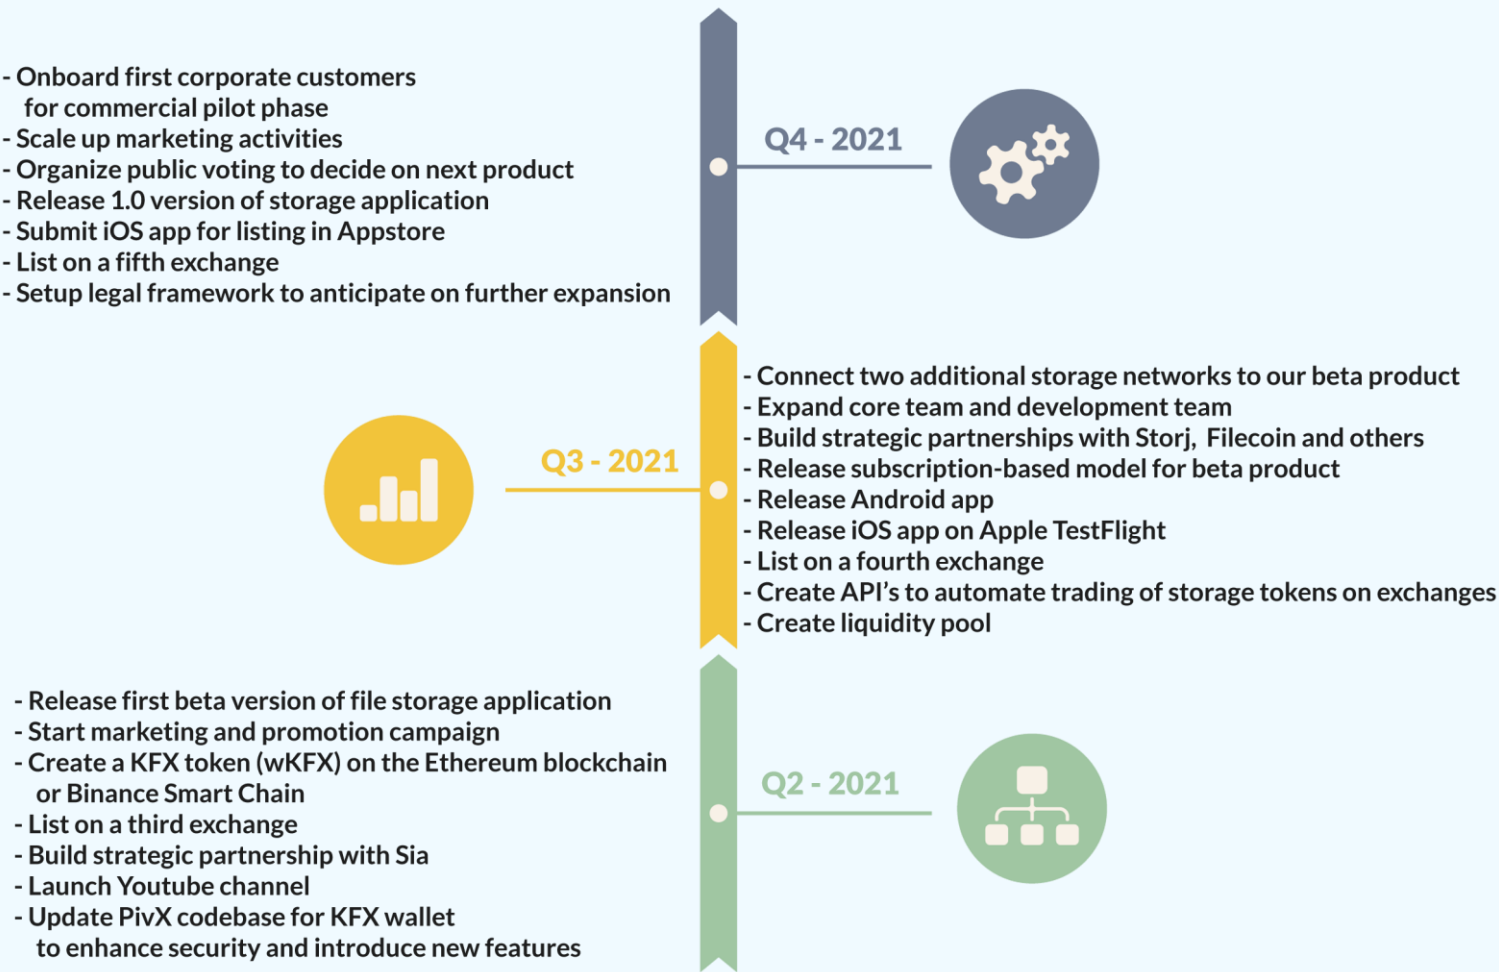 - Onboard first corporate customers
for commercial pilot phase
- Scale up marketing activities
- Organize public voting to decide on next product
- Release 1.0 version of storage application
- Submit iOS app for listing in Appstore
- List on a fifth exchange
- Setup legal framework to anticipate on further expansion
Q4 - 2021
Q3 - 2021
- Connect two additional storage networks to our beta product
- Expand core team and development team
- Build strategic partnerships with Storj, Filecoin and others
- Release subscription-based model for beta product
- Release Android app
- Release iOS app on Apple TestFlight
- List on a fourth exchange
- Create API's to automate trading of storage tokens on exchanges
- Create liquidity pool
- Release first beta version of file storage application
- Start marketing and promotion campaign
- Create a KFX token (wKFX) on the Ethereum blockchain
or Binance Smart Chain
- List on a third exchange
- Build strategic partnership with Sia
- Launch Youtube channel
- Update PivX codebase for KFX wallet
to enhance security and introduce new features
Q2 - 2021